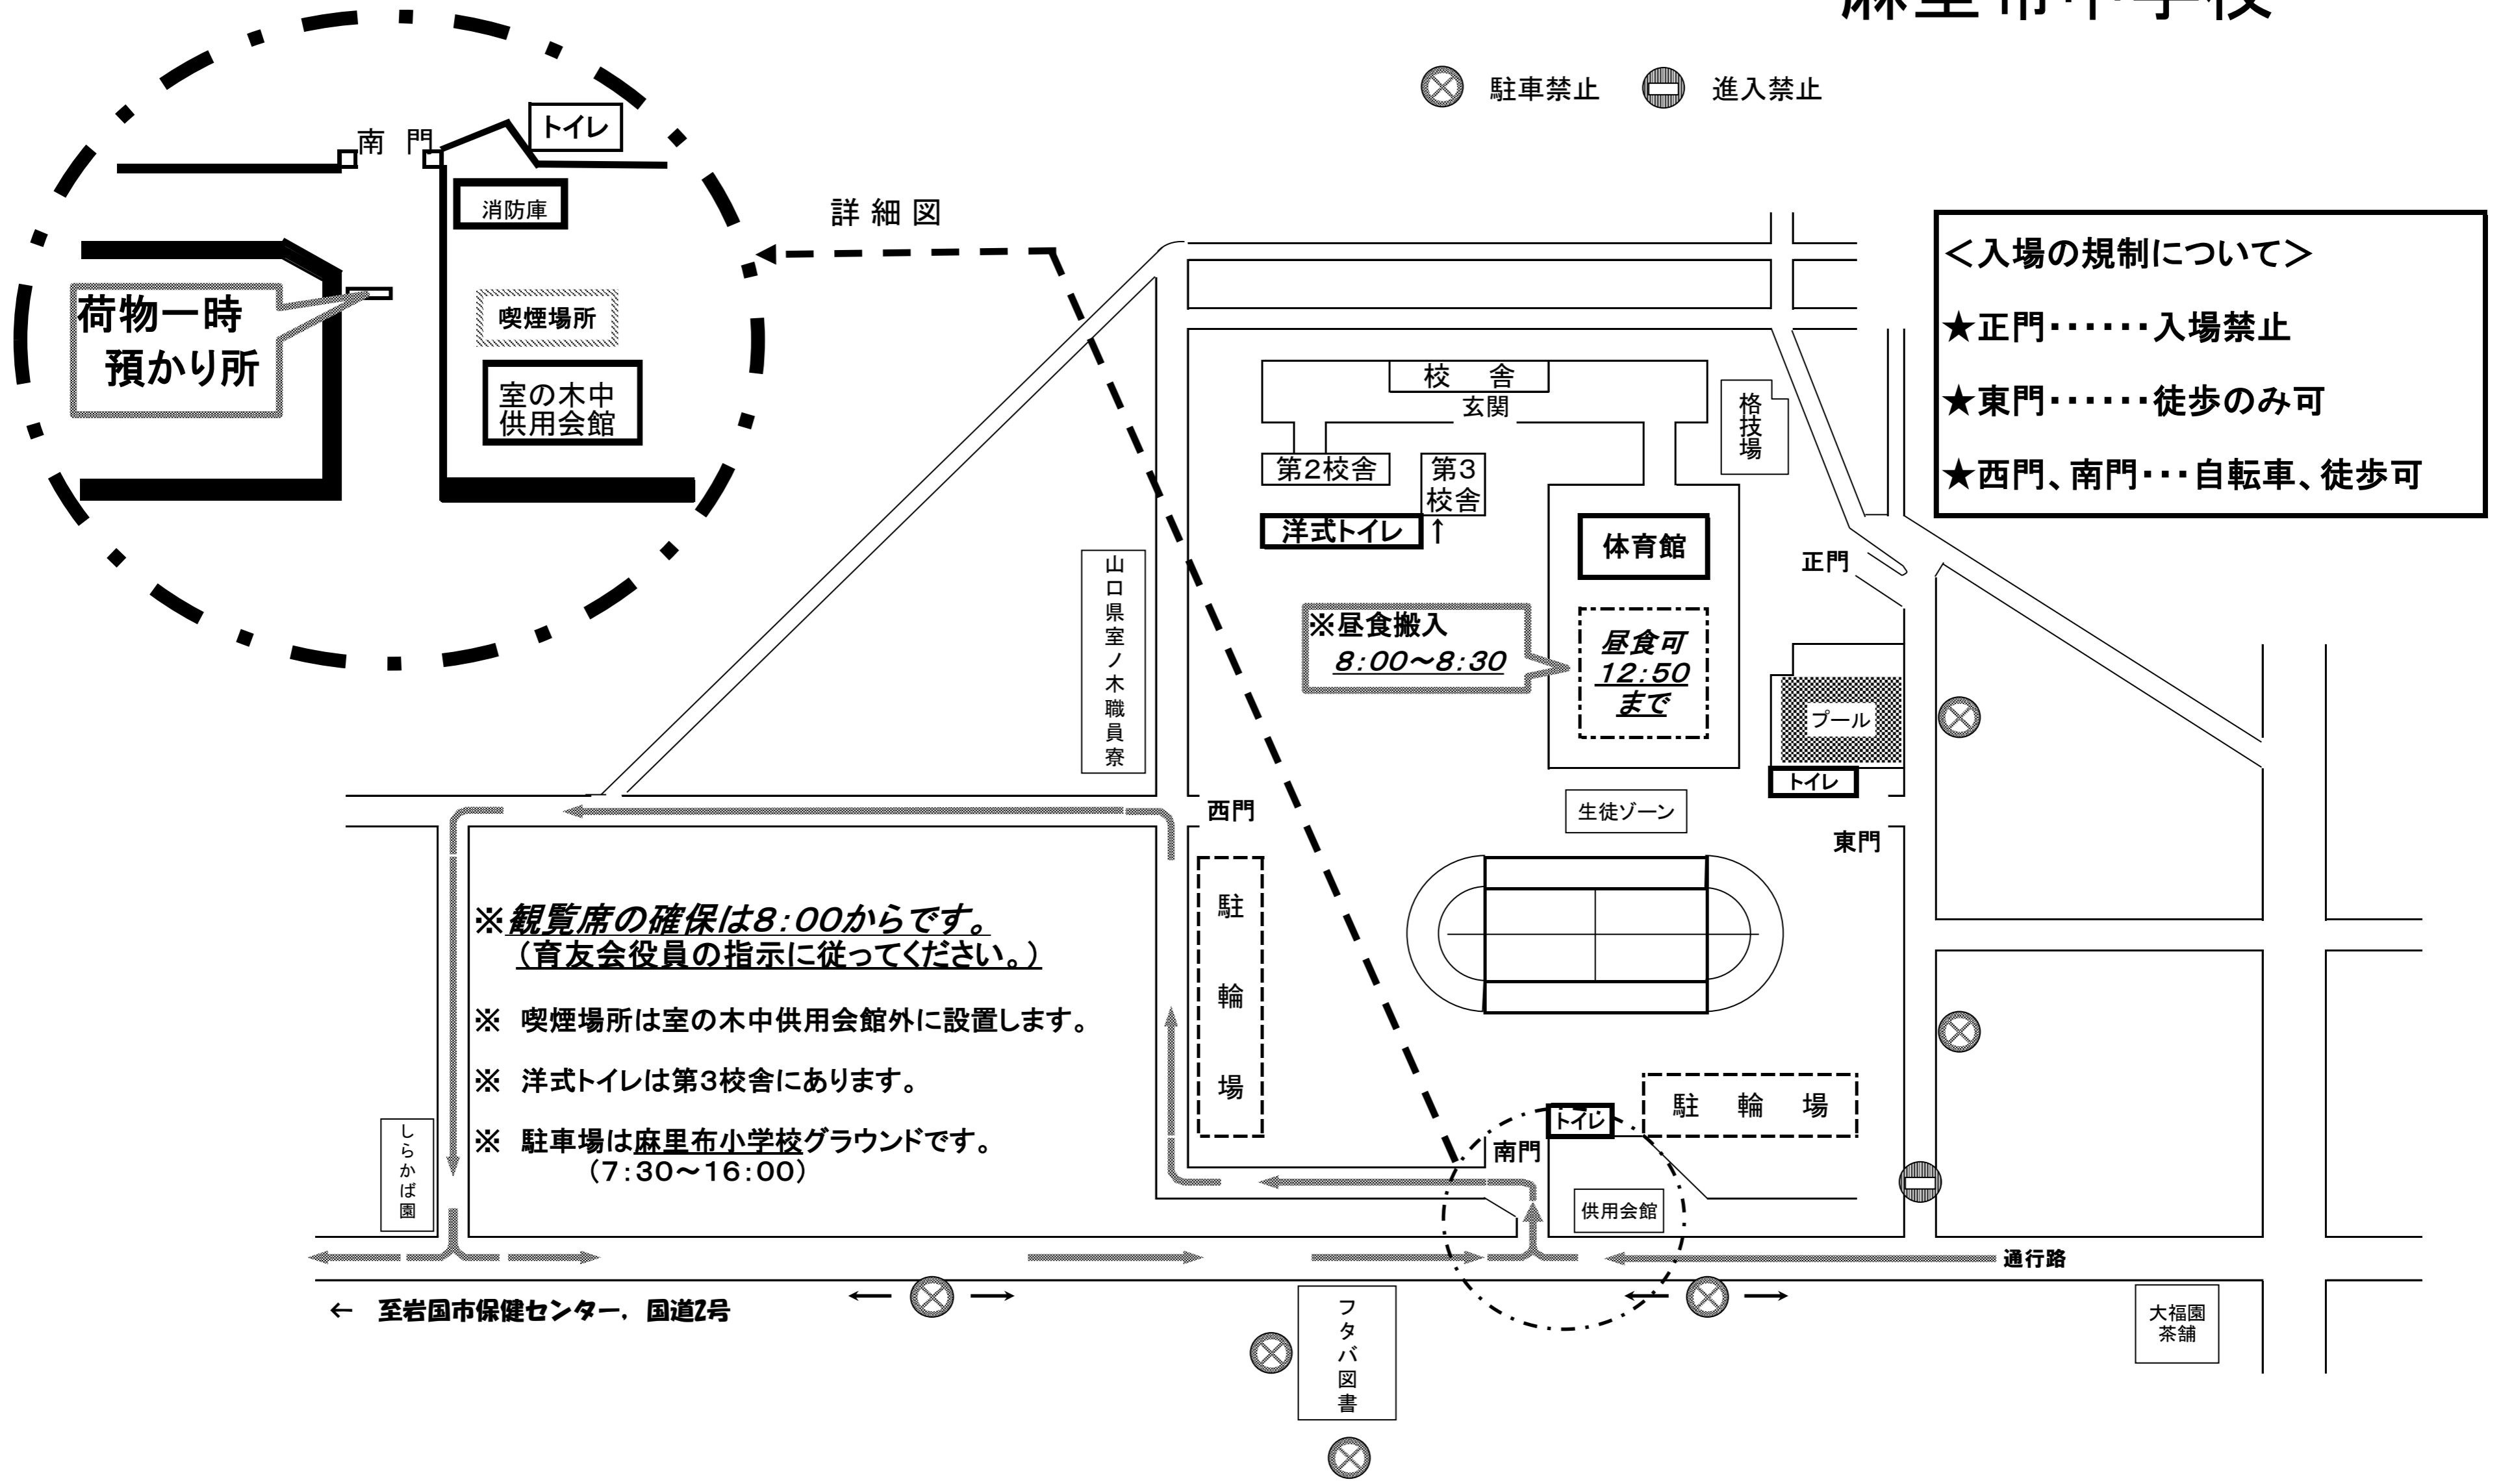 麻里布中学校
駐車禁止
進入禁止
南 門
トイレ
消防庫
詳 細 図
荷物一時
預かり所
喫煙場所
室の木中
供用会館
＜入場の規制について＞
★正門・・・・・・入場禁止
★東門・・・・・・徒歩のみ可
★西門、南門・・・自転車、徒歩可
校 舎
玄関
格技場
第2校舎
第3
校舎
洋式トイレ
↑
体育館
正門
山口県室ノ木職員寮
※昼食搬入
8:00～8:30
昼食可
12:50
まで
プール
トイレ
西門
生徒ゾーン
東門
駐 輪 場
※観覧席の確保は8:00からです。
（育友会役員の指示に従ってください。）
※ 喫煙場所は室の木中供用会館外に設置します。
※ 洋式トイレは第3校舎にあります。
※ 駐車場は麻里布小学校グラウンドです。
（7:30～16:00）
しらかば園
トイレ
駐 輪 場
南門
供用会館
通行路
← 至岩国市保健センター，国道2号
フタバ図書
大福園
茶舗